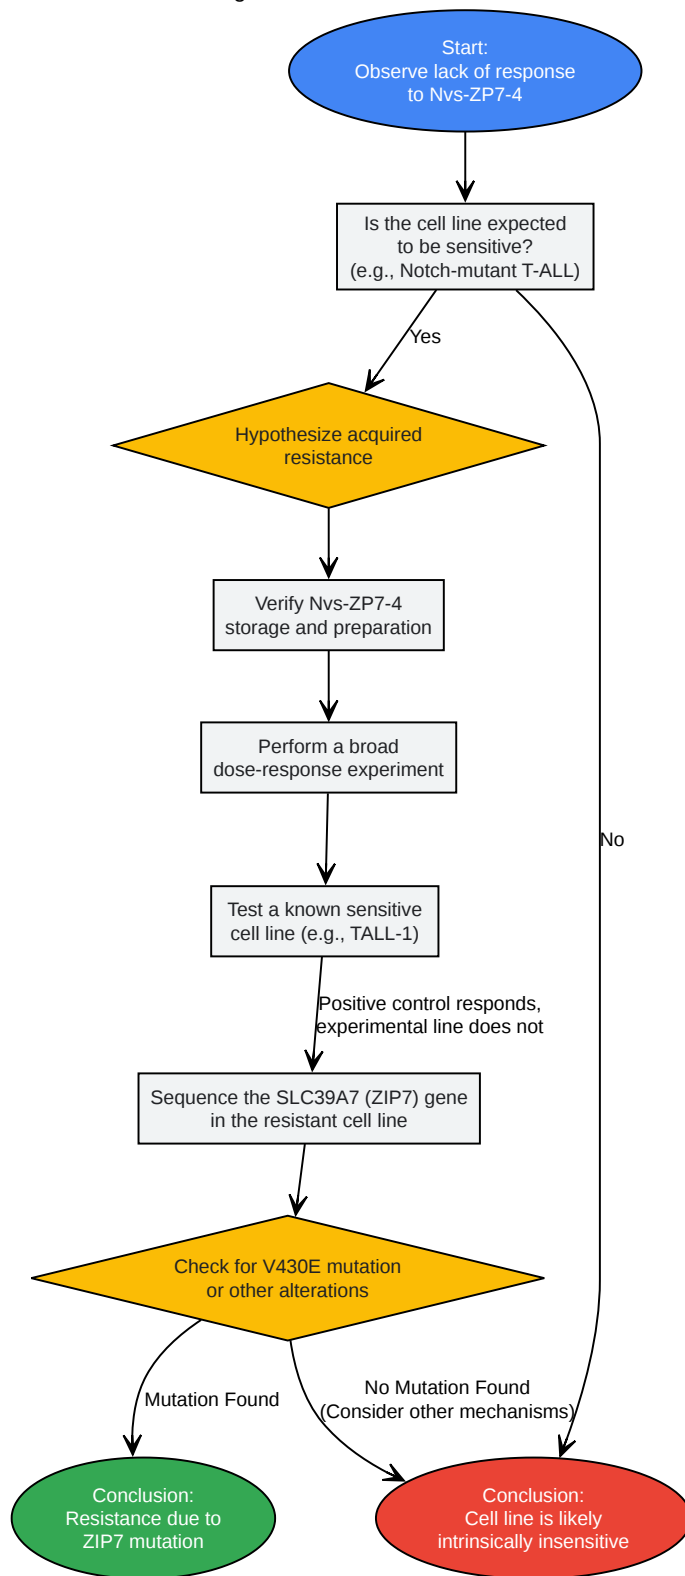 Start:
Observe lack of response
to Nvs-ZP7-4
Is the cell line expected
to be sensitive?
(e.g., Notch-mutant T-ALL)
Yes
Hypothesize acquired
resistance
Verify Nvs-ZP7-4
storage and preparation
Perform a broad
dose-response experiment
No
Test a known sensitive
cell line (e.g., TALL-1)
Positive control responds,
experimental line does not
Sequence the SLC39A7 (ZIP7) gene
in the resistant cell line
Check for V430E mutation
or other alterations
Mutation Found
No Mutation Found
(Consider other mechanisms)
Conclusion:
Resistance due to
ZIP7 mutation
Conclusion:
Cell line is likely
intrinsically insensitive